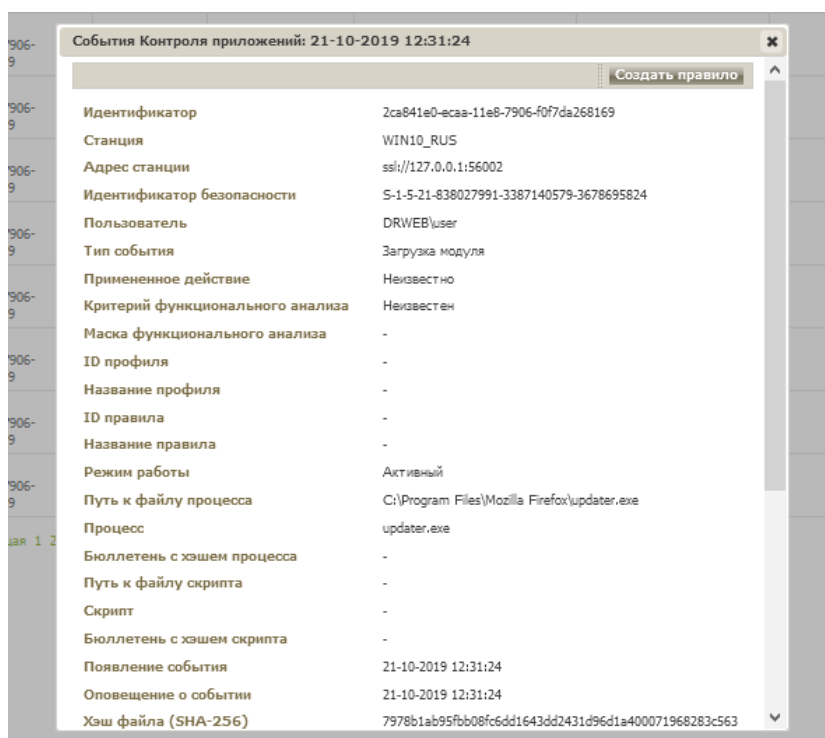 События Контроля приложений: 21-10-2019 12:31:24
Создать правило
Идентификатор 2ca841e0-ecaa-11e8-7906-f0f7da268169
Станция WIN10_RUS
Адрес станции ssl://127.0.0.1:56002
Идентификатор безопасности S-1-5-21-838027991-3387140579-3678695824
Пользователь DRWEB\user
Тип события Загрузка модуля
Примененное действие Неизвестно
Критерий функционального анализа Неизвестен
Маска функционального анализа -
ID профиля -
Название профиля -
ID правила -
Название правила -
Режим работы Активный
Путь к файлу процесса C:\Program Files\Mozilla Firefox\updater.exe
Процесс updater.exe
Бюллетень с хэшем процесса -
Путь к файлу скрипта -
Скрипт -
Бюллетень с хэшем скрипта -
Появление события 21-10-2019 12:31:24
Оповещение о событии 21-10-2019 12:31:24
Хэш файла (SHA-256) 7978b1ab95fbb08fc6dd1643dd2431d96d1a400071968283c563